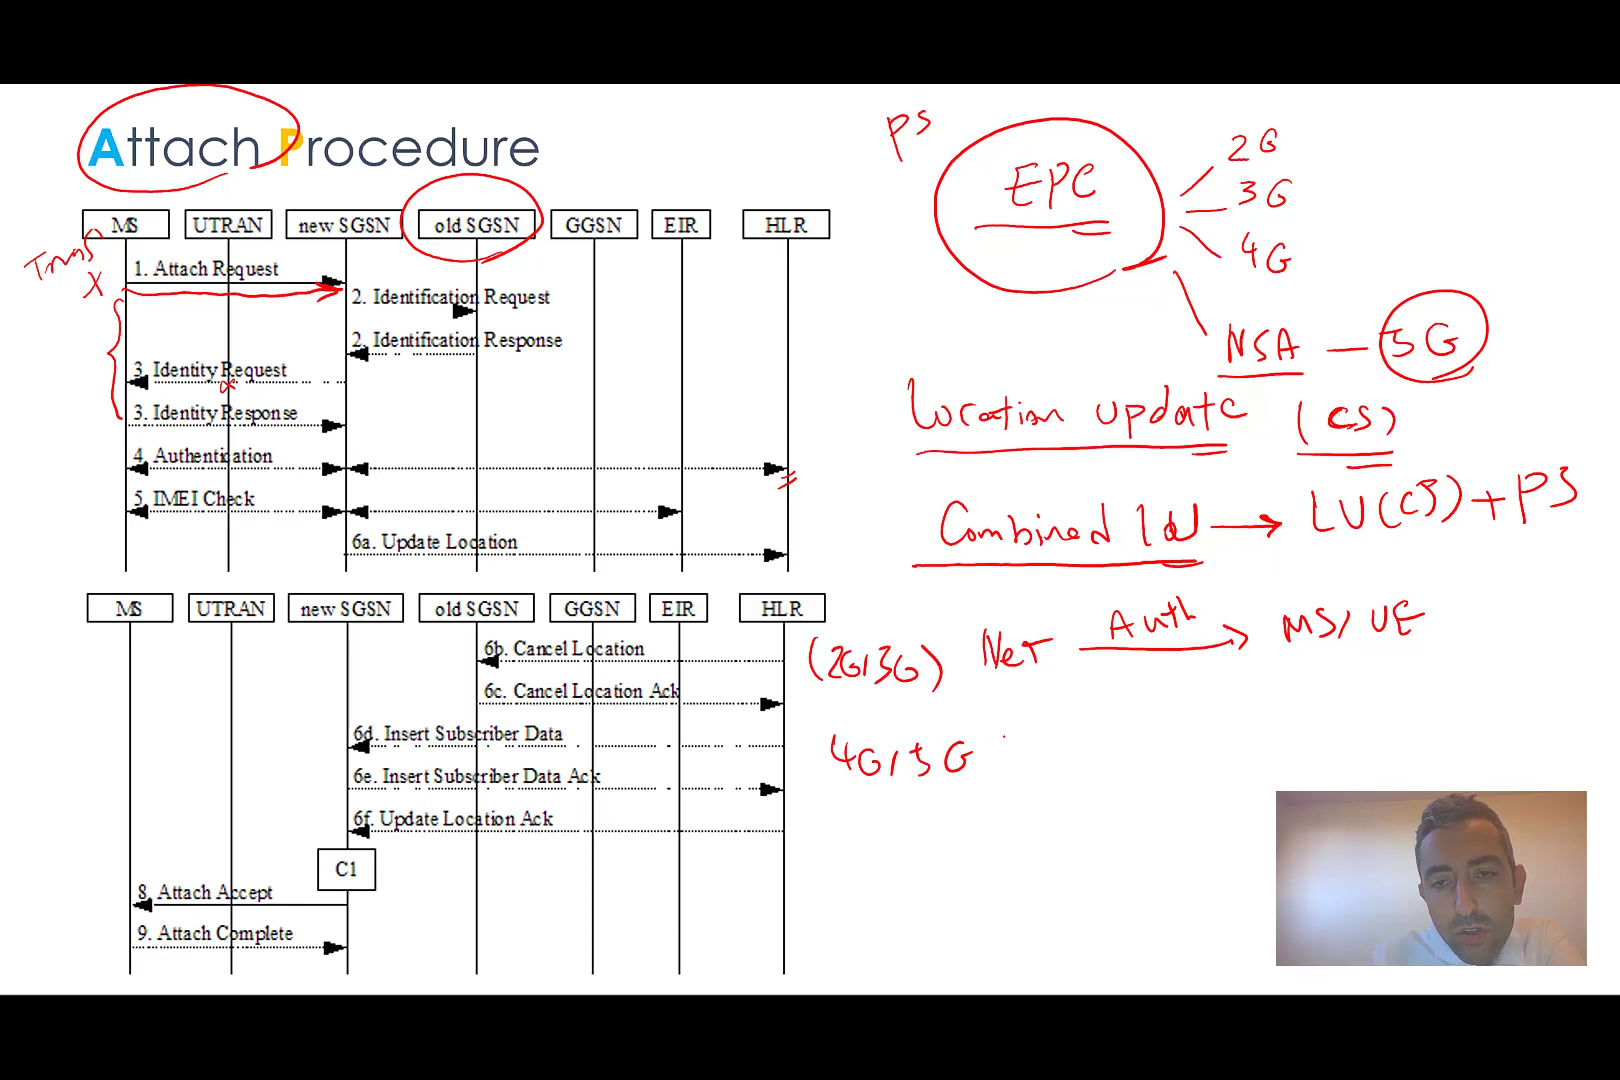 Attach Procedure
MS UTRAN new SGSN old SGSN GGSN EIR HLR
1. Attach Request
2. Identification Request
2. Identification Response
3. Identity Request
3. Identity Response
4. Authentication
5. IMEI Check
6a. Update Location
MS UTRAN new SGSN old SGSN GGSN EIR HLR
6b. Cancel Location
6c. Cancel Location Ack
6d. Insert Subscriber Data
6e. Insert Subscriber Data Ack
6f. Update Location Ack
C1
8. Attach Accept
9. Attach Complete
X
PS
EPC
2G
3G
4G
NSA — 5G
Location update (CS)
Combined → LU(CS) + PS
(2G/3G) Net Auth → MS/UE
4G/5G